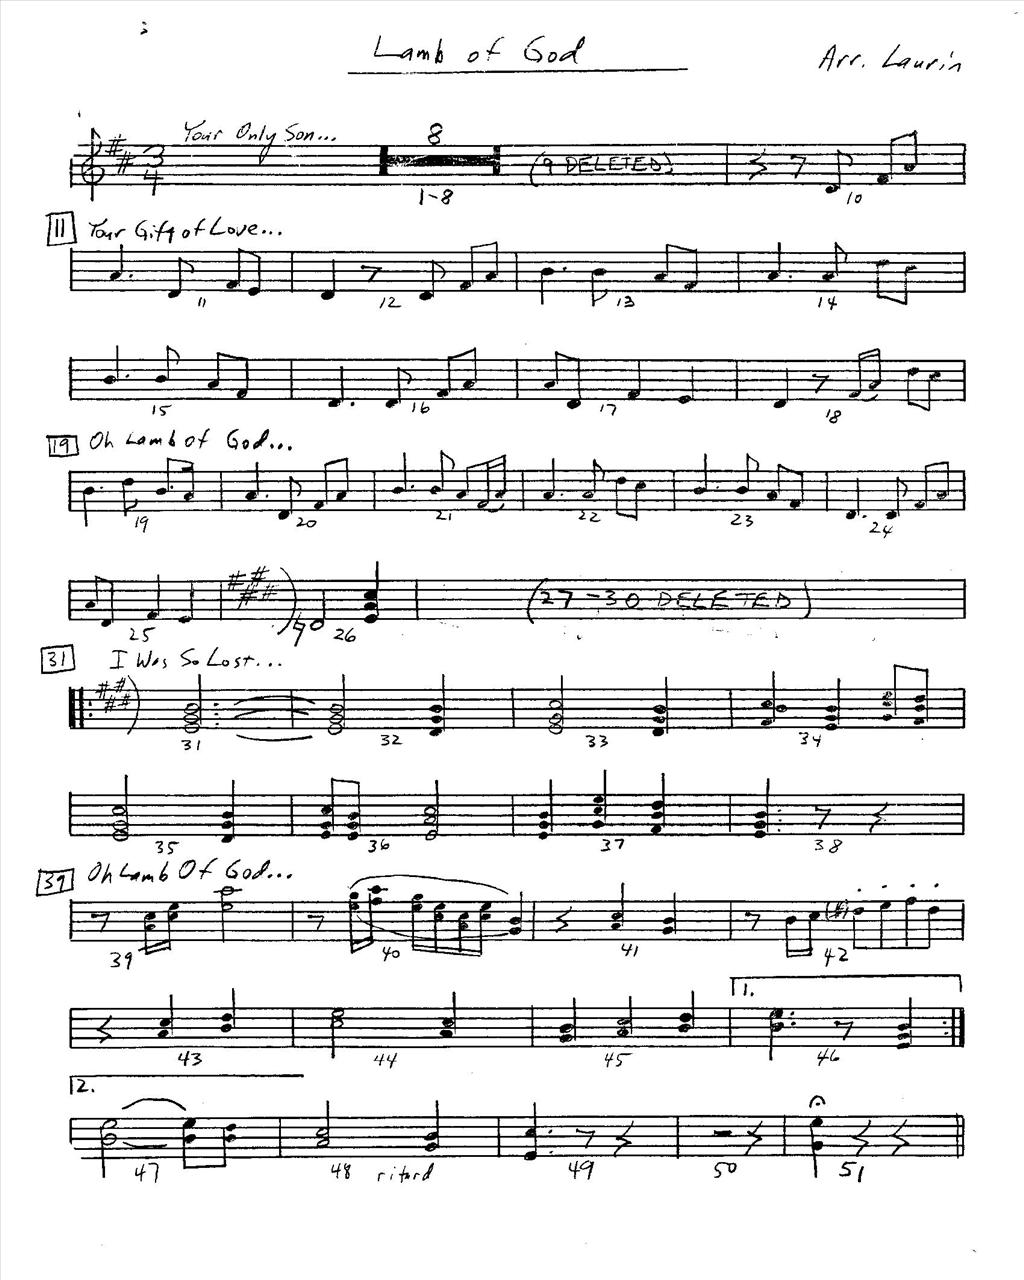 Lamb of God
Arr. Laurin
Your Only Son...
8
3
4
(9 DELETED)
1-8
10
11 Your Gift of Love...
11 12 13 14
15 16 17 18
19 Oh Lamb of God...
19 20 21 22 23 24
(27-30 DELETED)
25 26
31 I Was So Lost...
31 32 33 34
35 36 37 38
39 Oh Lamb Of God...
39 40 41 42
1.
43 44 45 46
2.
47 48 ritard 49 50 51